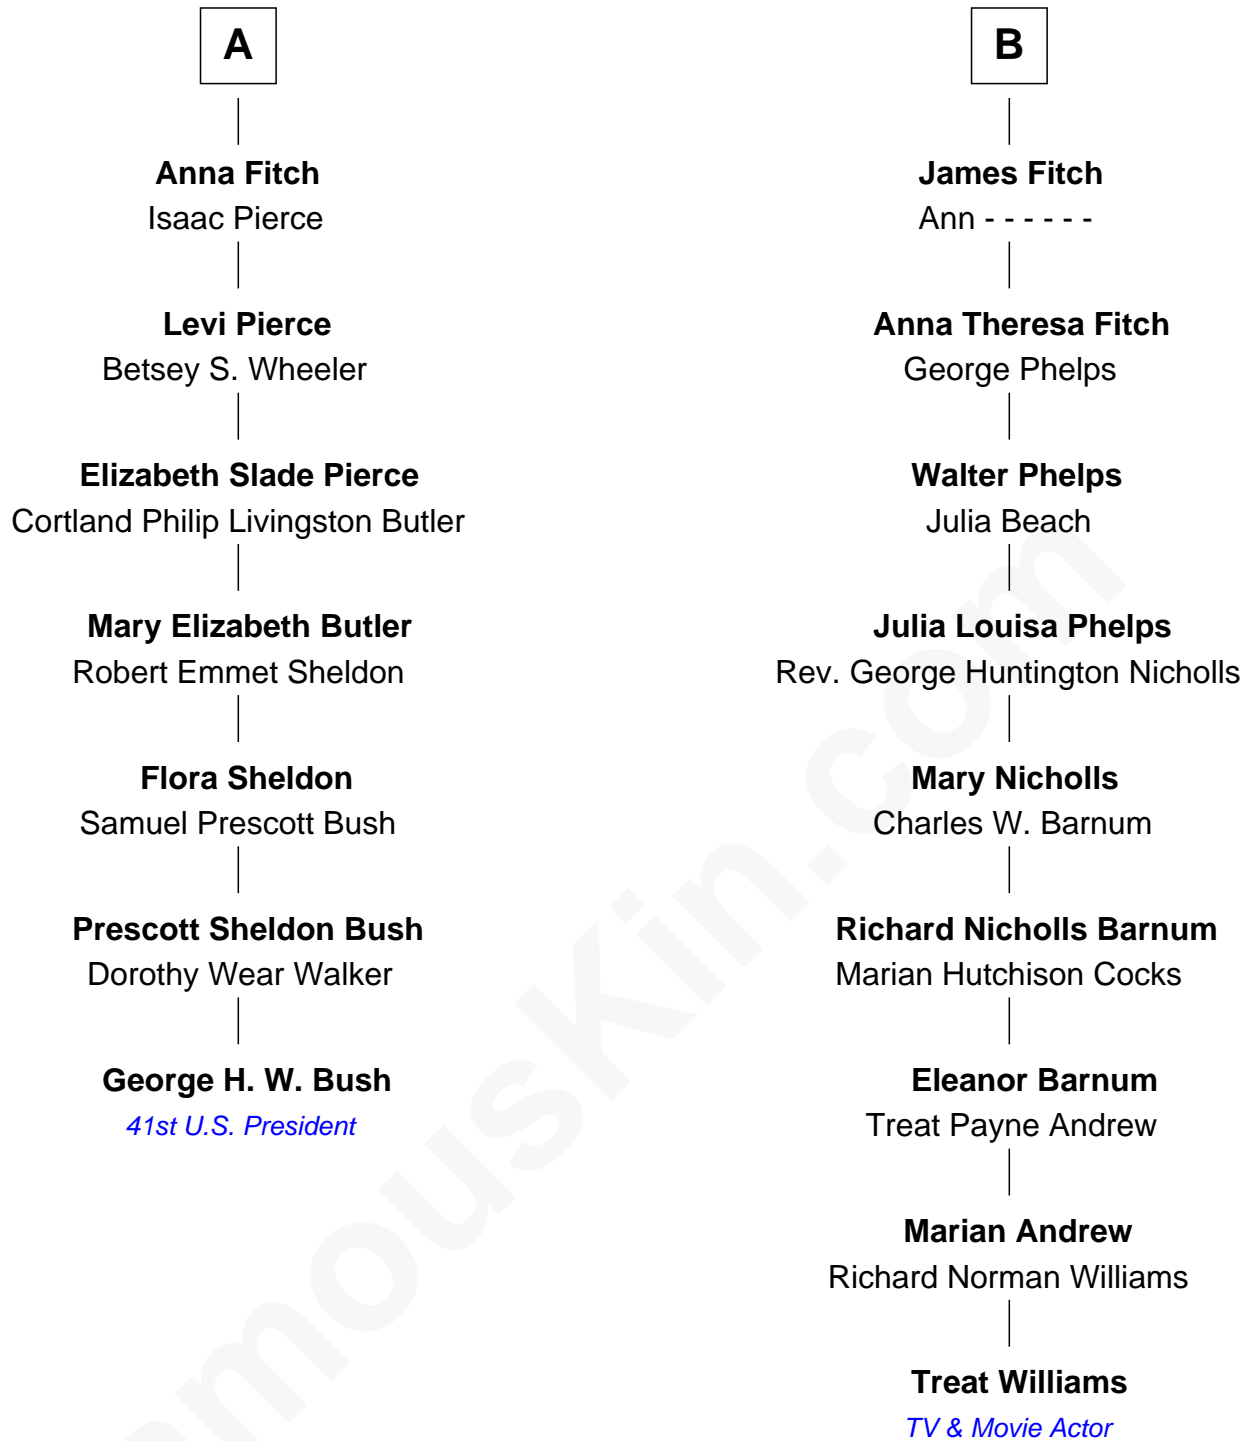 A
Anna Fitch
Isaac Pierce
Levi Pierce
Betsey S. Wheeler
Elizabeth Slade Pierce
Cortland Philip Livingston Butler
Mary Elizabeth Butler
Robert Emmet Sheldon
Flora Sheldon
Samuel Prescott Bush
Prescott Sheldon Bush
Dorothy Wear Walker
George H. W. Bush
41st U.S. President
B
James Fitch
Ann - - - - - -
Anna Theresa Fitch
George Phelps
Walter Phelps
Julia Beach
Julia Louisa Phelps
Rev. George Huntington Nicholls
Mary Nicholls
Charles W. Barnum
Richard Nicholls Barnum
Marian Hutchison Cocks
Eleanor Barnum
Treat Payne Andrew
Marian Andrew
Richard Norman Williams
Treat Williams
TV & Movie Actor
amouskin.com